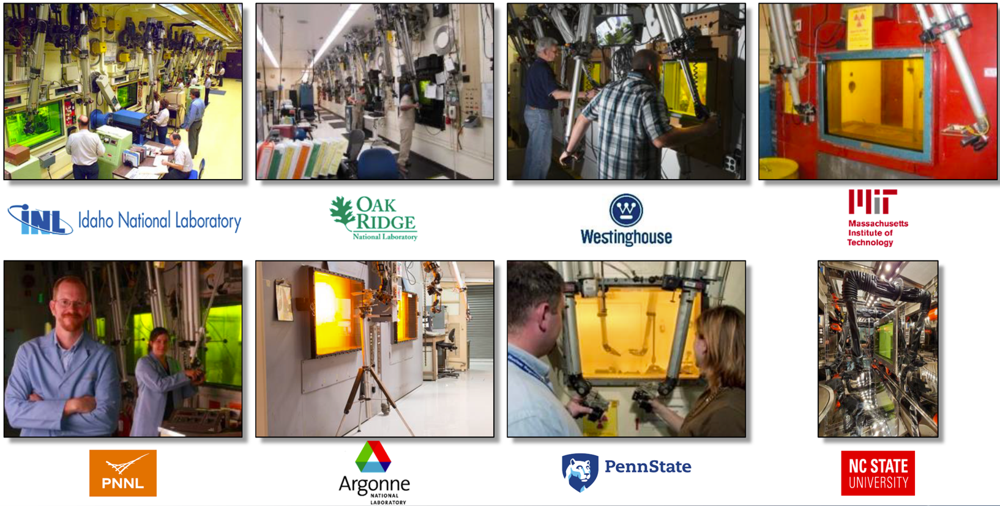 INL Idaho National Laboratory
OAK
RIDGE
National Laboratory
W
Westinghouse
MIT
Massachusetts
Institute of
Technology
PNNL
Argonne
NATIONAL
LABORATORY
PennState
NC STATE
UNIVERSITY